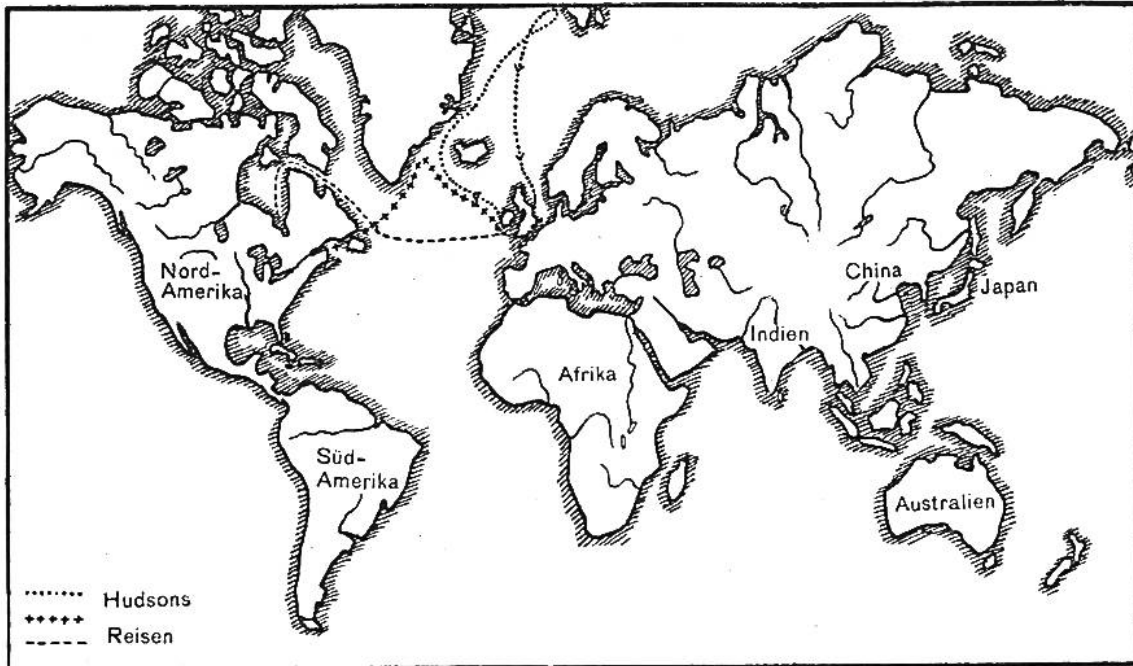 Nord-
Amerika
China
Japan
Indien
Afrika
Süd-
Amerika
Australien
Hudsons
Reisen